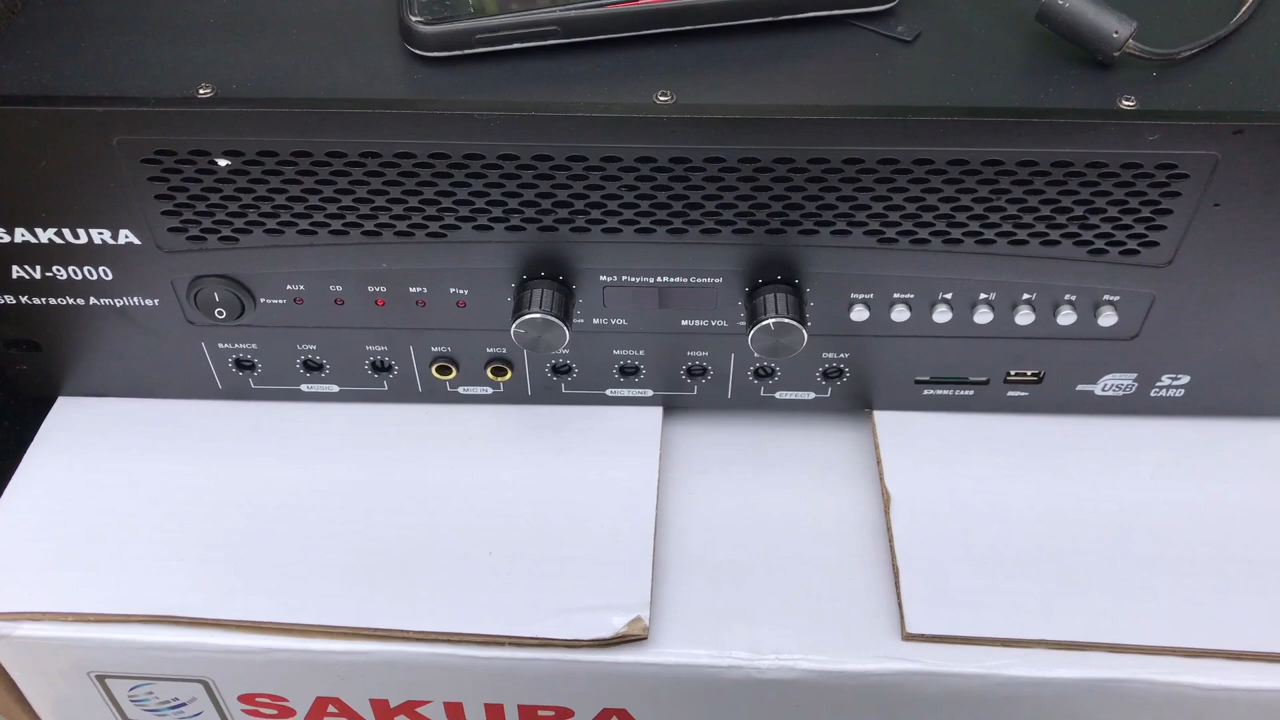 SAKURA
AV-9000
SB Karaoke Amplifier
AUX CD DVD MP3 Play
Power
I
O
Mp3 Playing &Radio Control
MIC VOL MUSIC VOL
Input Mode Eq Rep
BALANCE LOW HIGH
MUSIC
MIC1 MIC2
MIC IN
LOW MIDDLE HIGH
MIC TONE
DELAY
EFFECT
SD/MMC CARD
USB
SD
CARD
SAKURA